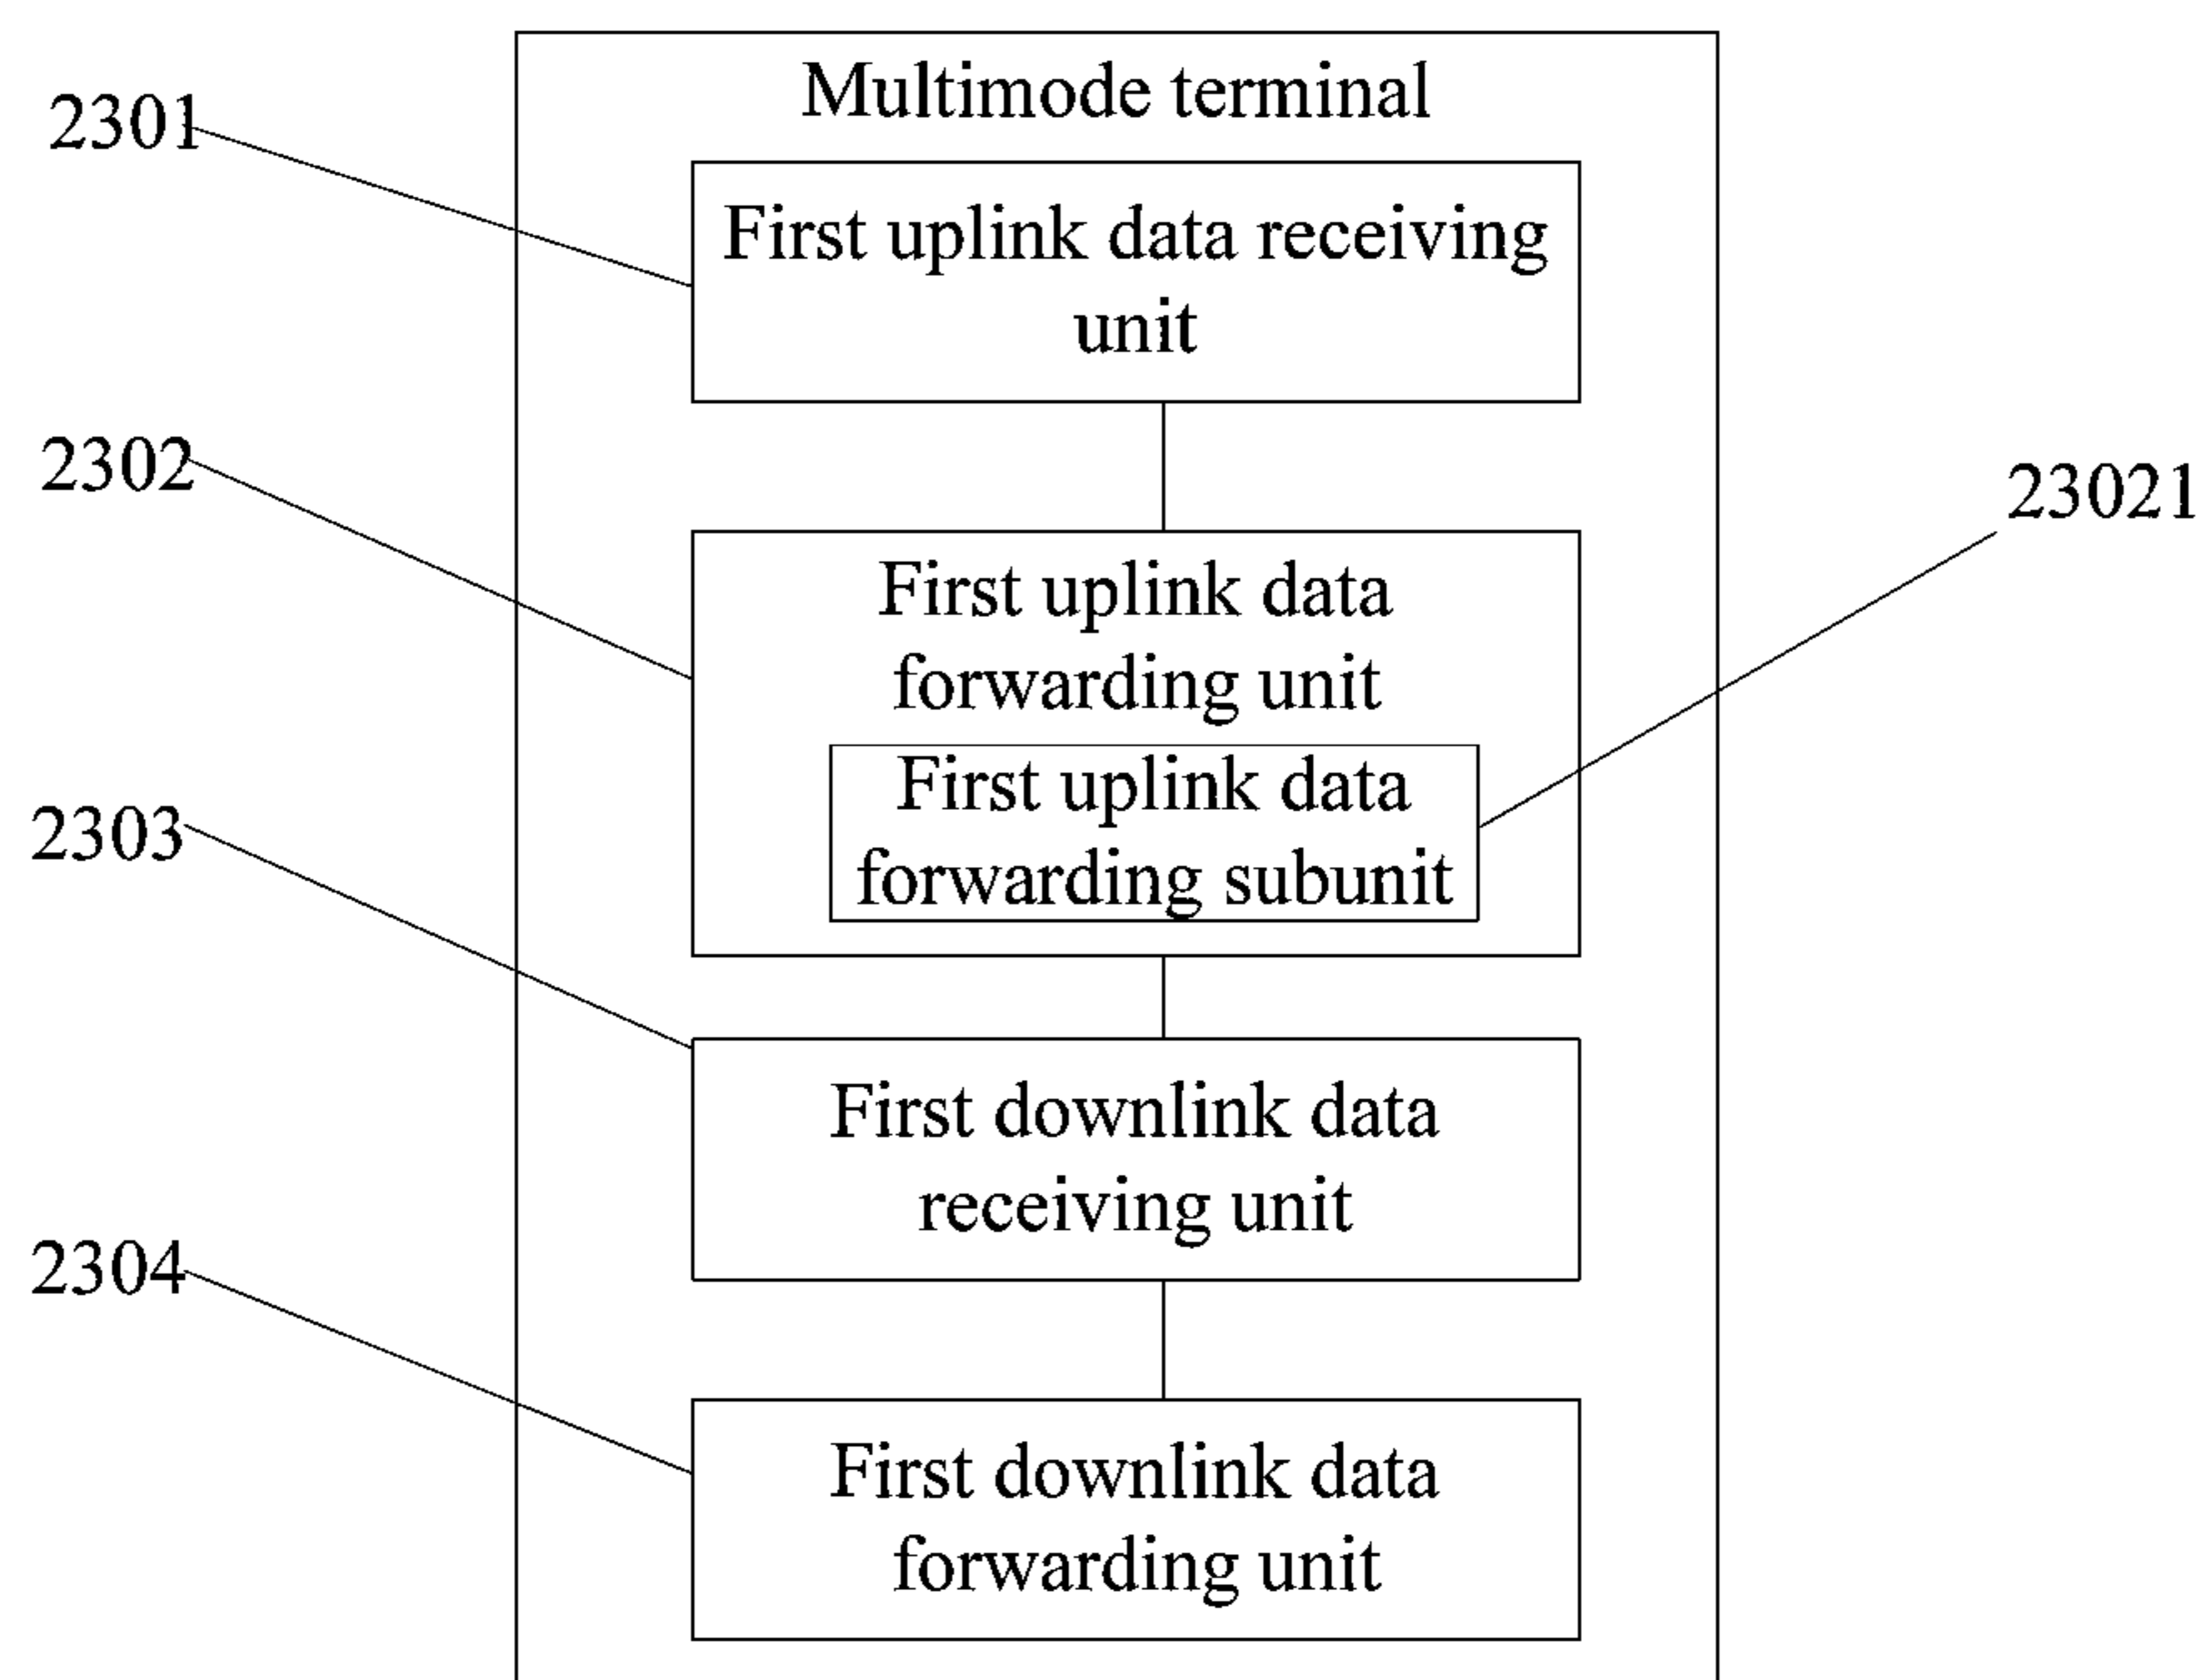 Multimode terminal
2301
First uplink data receiving
unit
2302
First uplink data
forwarding unit
23021
First uplink data
forwarding subunit
2303
First downlink data
receiving unit
2304
First downlink data
forwarding unit